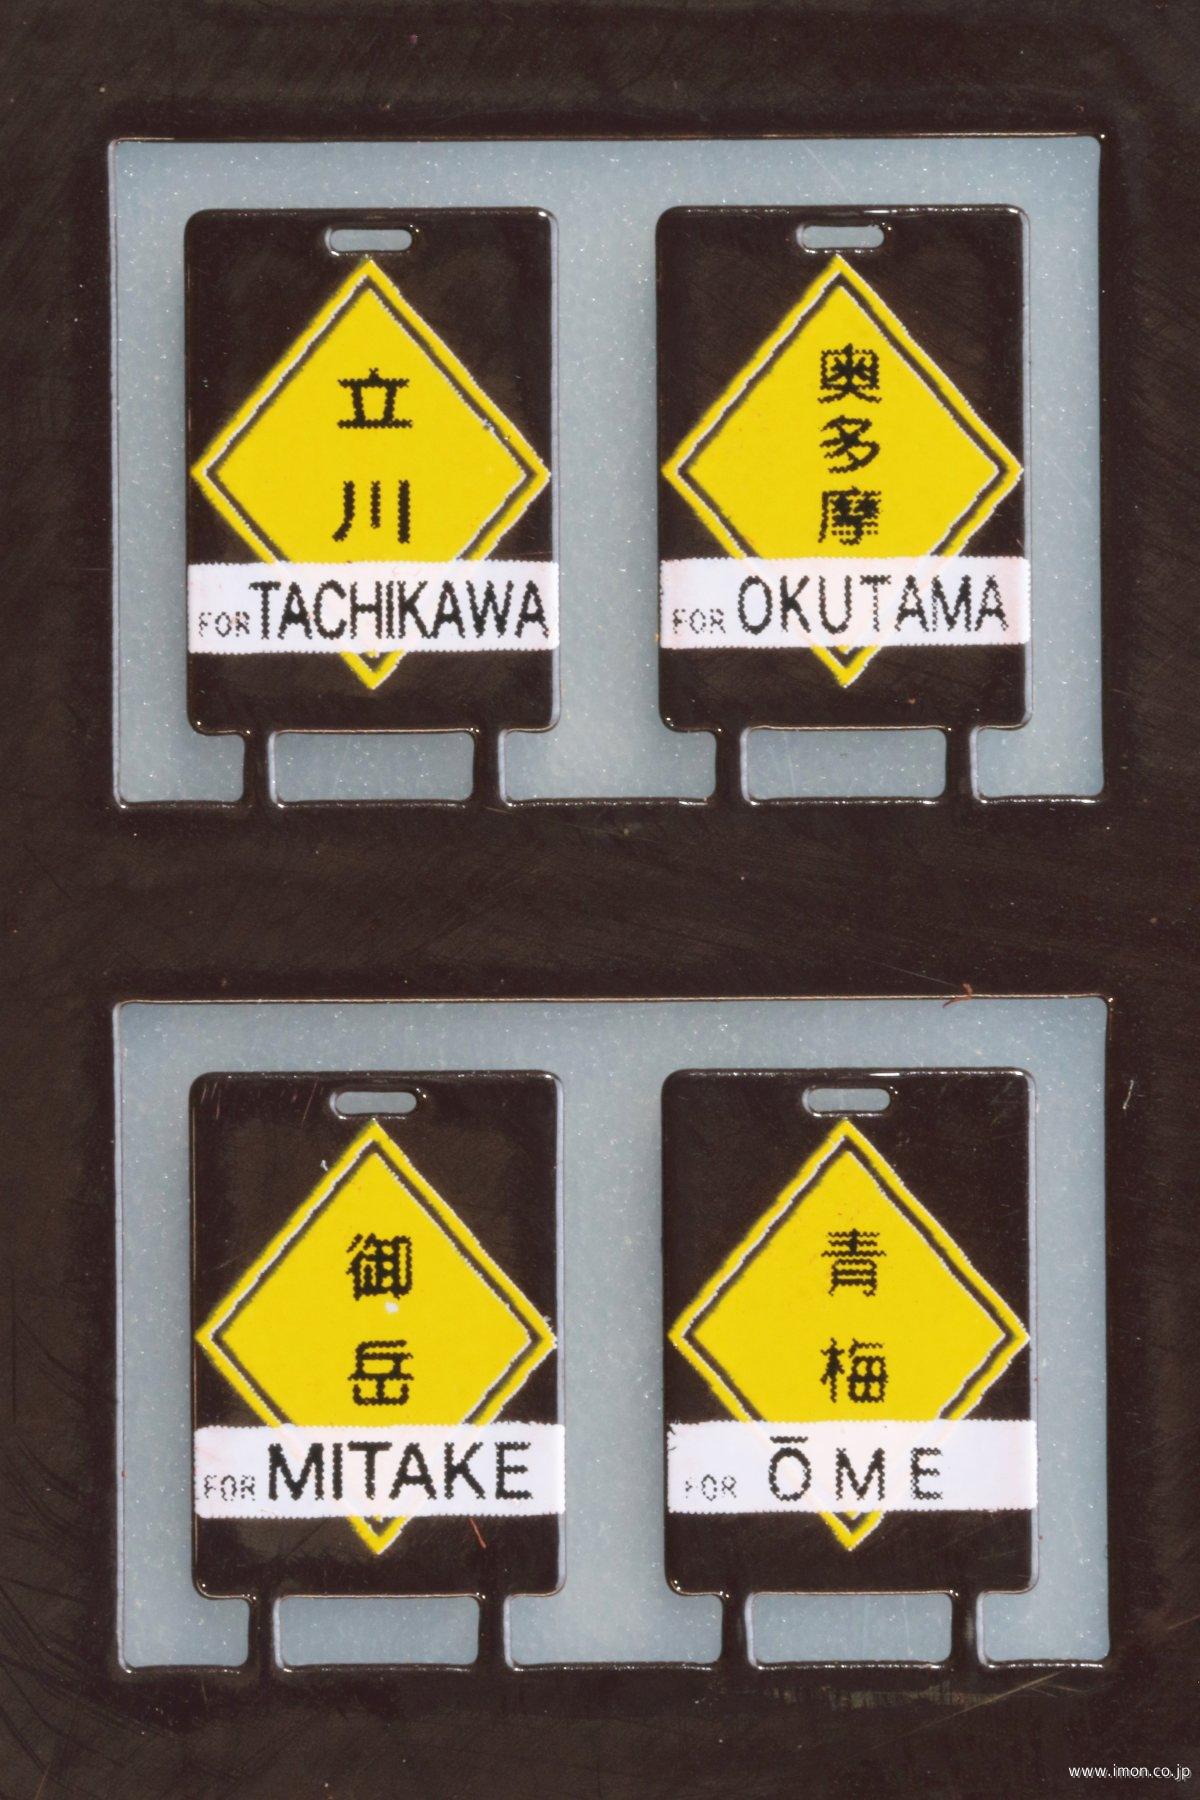 立川
FOR TACHIKAWA
奥多摩
FOR OKUTAMA
御岳
FOR MITAKE
青梅
FOR ŌME
www.imon.co.jp